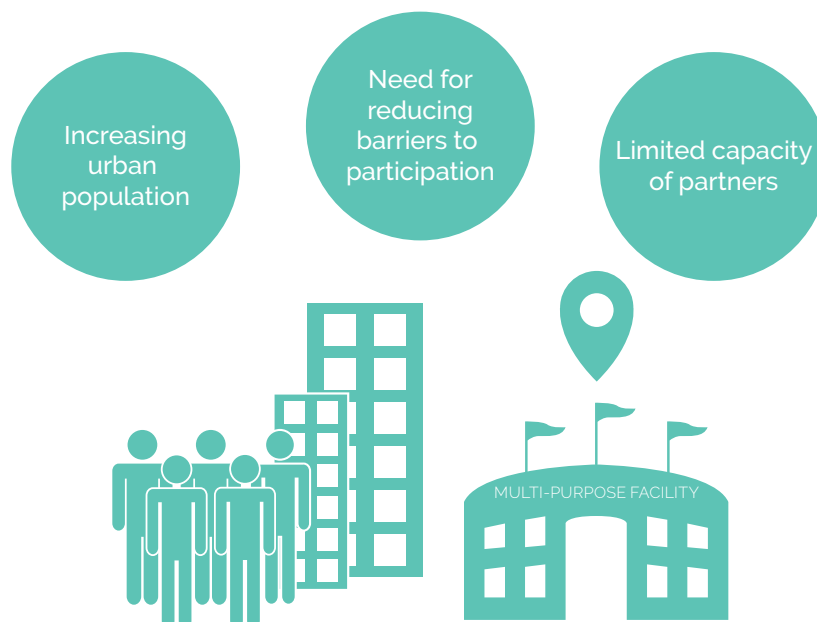 Increasing
urban
population
Need for
reducing
barriers to
participation
Limited capacity
of partners
MULTI-PURPOSE FACILITY